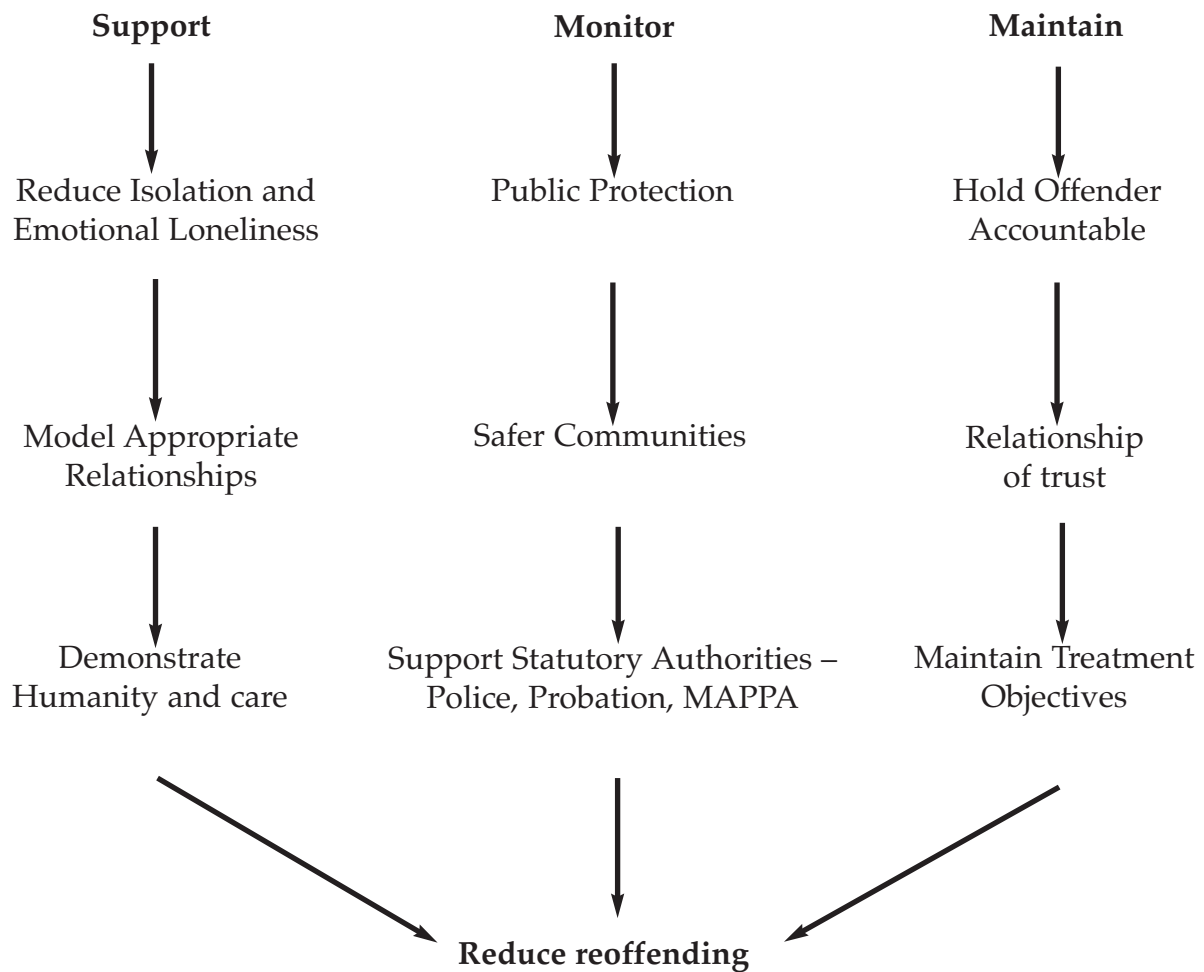 Support
Monitor
Maintain
Reduce Isolation and
Emotional Loneliness
Public Protection
Hold Offender
Accountable
Model Appropriate
Relationships
Safer Communities
Relationship
of trust
Demonstrate
Humanity and care
Support Statutory Authorities –
Police, Probation, MAPPA
Maintain Treatment
Objectives
Reduce reoffending